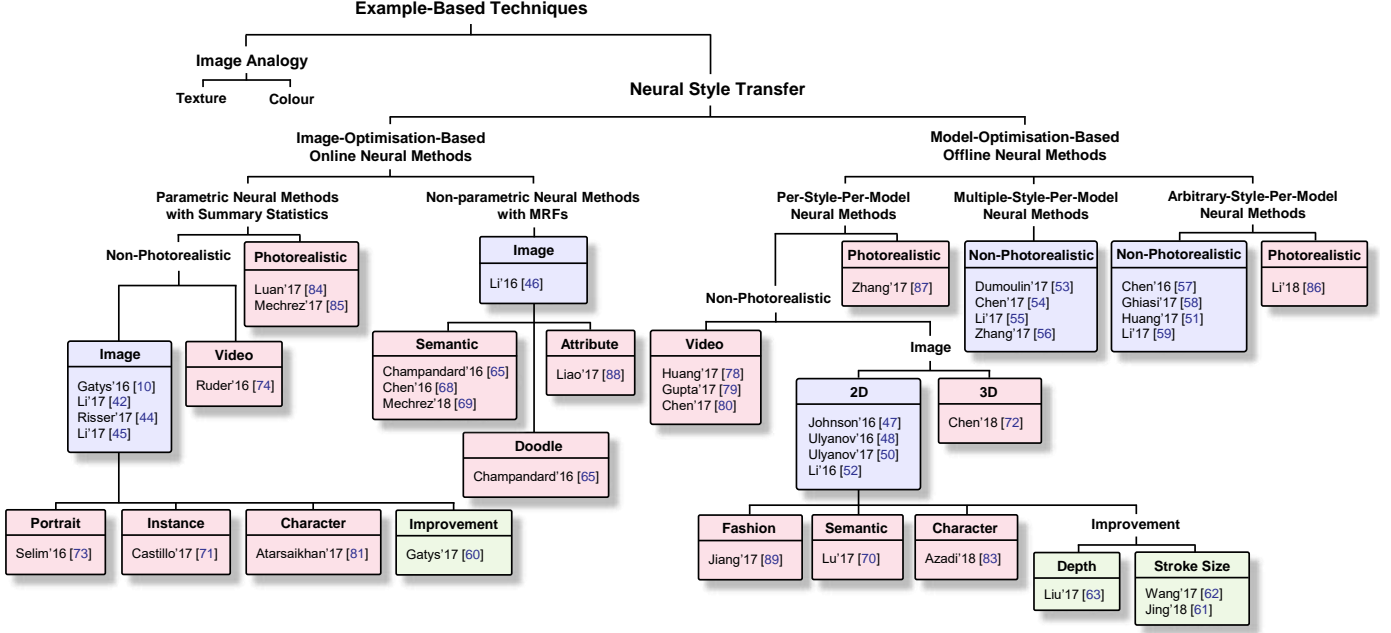 Example-Based Techniques
Image Analogy
Texture
Colour
Neural Style Transfer
Image-Optimisation-Based
Online Neural Methods
Model-Optimisation-Based
Offline Neural Methods
Parametric Neural Methods
with Summary Statistics
Non-parametric Neural Methods
with MRFs
Per-Style-Per-Model
Neural Methods
Multiple-Style-Per-Model
Neural Methods
Arbitrary-Style-Per-Model
Neural Methods
Non-Photorealistic
Photorealistic
Luan'17 [84]
Mechrez'17 [85]
Image
Gatys'16 [10]
Li'17 [42]
Risser'17 [44]
Li'17 [45]
Video
Ruder'16 [74]
Portrait
Selim'16 [73]
Instance
Castillo'17 [71]
Character
Atarsaikhan'17 [81]
Improvement
Gatys'17 [60]
Image
Li'16 [46]
Semantic
Champandard'16 [65]
Chen'16 [68]
Mechrez'18 [69]
Attribute
Liao'17 [88]
Doodle
Champandard'16 [65]
Non-Photorealistic
Photorealistic
Zhang'17 [87]
Video
Huang'17 [78]
Gupta'17 [79]
Chen'17 [80]
Image
2D
Johnson'16 [47]
Ulyanov'16 [48]
Ulyanov'17 [50]
Li'16 [52]
3D
Chen'18 [72]
Fashion
Jiang'17 [89]
Semantic
Lu'17 [70]
Character
Azadi'18 [83]
Improvement
Depth
Liu'17 [63]
Stroke Size
Wang'17 [62]
Jing'18 [61]
Non-Photorealistic
Dumoulin'17 [53]
Chen'17 [54]
Li'17 [55]
Zhang'17 [56]
Non-Photorealistic
Chen'16 [57]
Ghiasi'17 [58]
Huang'17 [51]
Li'17 [59]
Photorealistic
Li'18 [86]